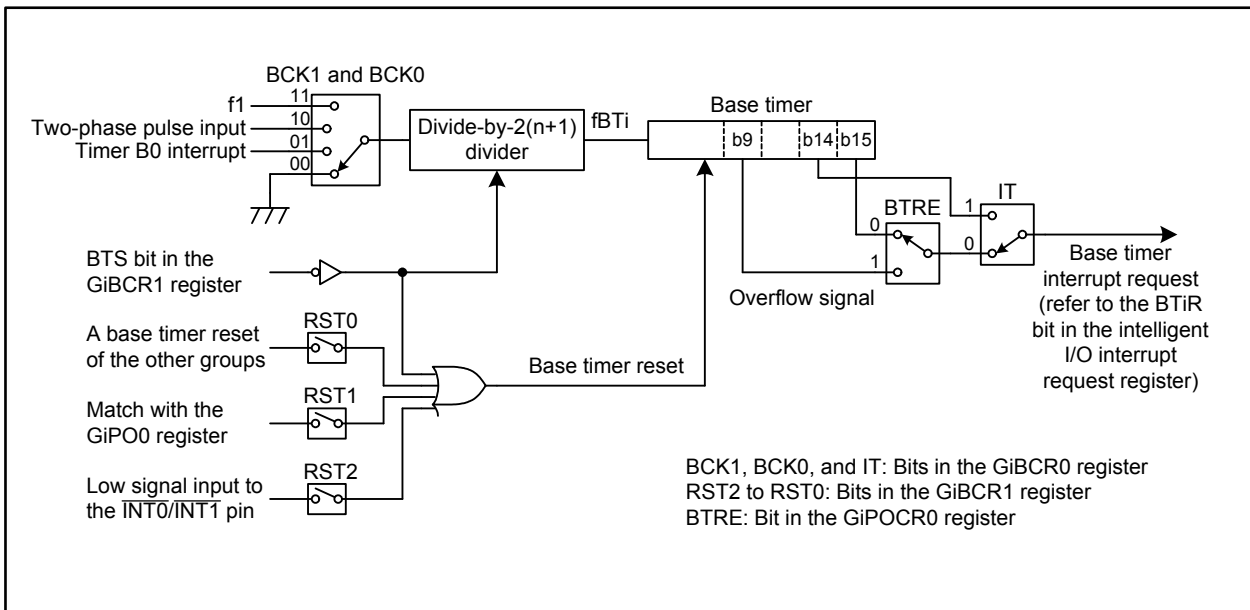 BCK1 and BCK0
11
f1
10
Two-phase pulse input
01
Timer B0 interrupt
00
Divide-by-2(n+1)
divider
fBTi
Base timer
b9
b14
b15
IT
1
0
BTRE
0
1
Overflow signal
Base timer
interrupt request
(refer to the BTiR
bit in the intelligent
I/O interrupt
request register)
BTS bit in the
GiBCR1 register
A base timer reset
of the other groups
RST0
Base timer reset
Match with the
GiPO0 register
RST1
Low signal input to
the INT0/INT1 pin
RST2
BCK1, BCK0, and IT: Bits in the GiBCR0 register
RST2 to RST0: Bits in the GiBCR1 register
BTRE: Bit in the GiPOCR0 register